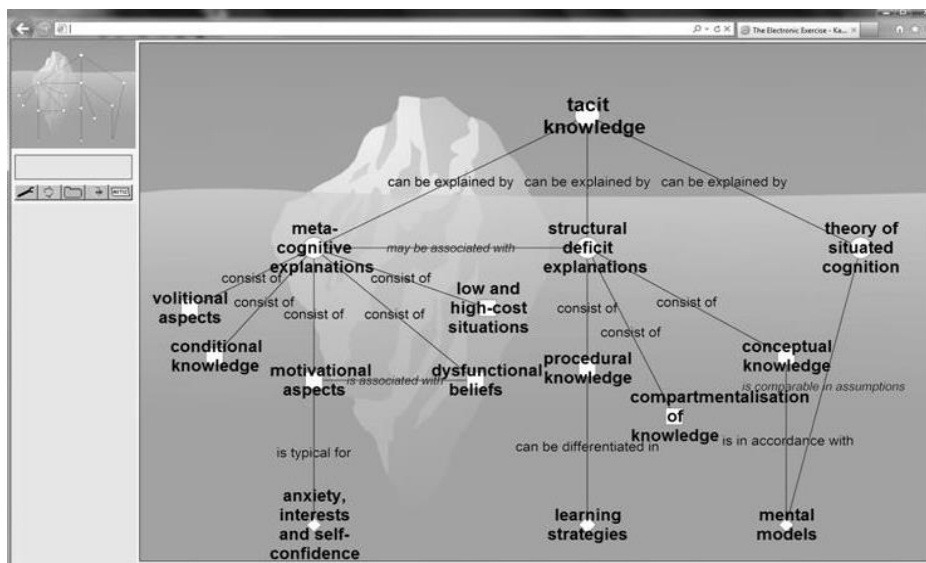 The Electronic Exercise - Ka...
tacit
knowledge
can be explained by
can be explained by
can be explained by
meta-
cognitive
explanations
may be associated with
structural
deficit
explanations
theory of
situated
cognition
consist of
volitional
aspects
consist of
consist of
consist of
low and
high-cost
situations
consist of
consist of
consist of
conditional
knowledge
motivational
aspects
is associated with
dysfunctional
beliefs
procedural
knowledge
conceptual
knowledge
is comparable in assumptions
compartmentalisation
of
knowledge
is typical for
can be differentiated in
is in accordance with
anxiety,
interests
and self-
confidence
learning
strategies
mental
models